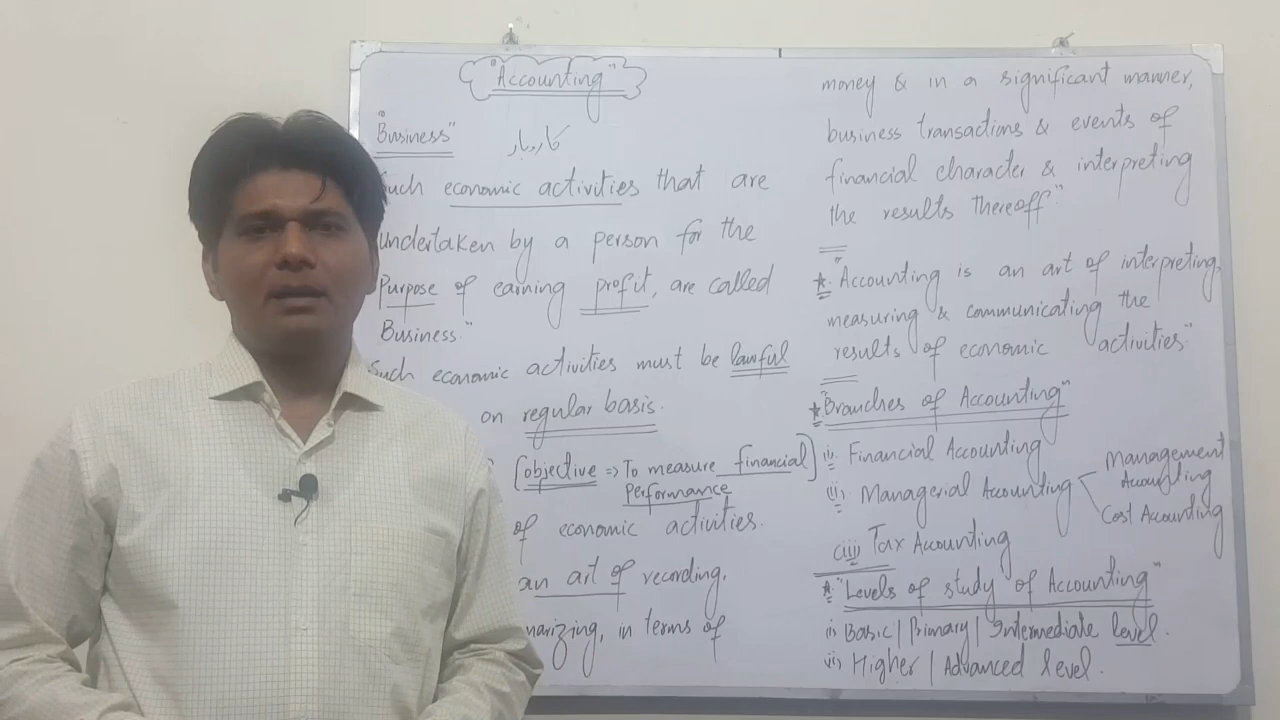 "Accounting"
"Business" کاروبار
Such economic activities that are
undertaken by a person for the
Purpose of earning profit, are called
Business."
Such economic activities must be lawful
on regular basis.
[objective => To measure financial]
Performance
of economic activities.
an art of recording,
in terms of
money & in a significant manner,
business transactions & events of
financial character & interpreting
the results thereoff"
* "Accounting is an art of interpreting,
measuring & communicating the
results of economic activities"
* "Branches of Accounting"
(i) Financial Accounting
(ii) Managerial Accounting
Management
Accounting
Cost Accounting
(iii) Tax Accounting
* "Levels of study of Accounting"
(i) Basic | Primary | Intermediate level.
(ii) Higher | Advanced level.